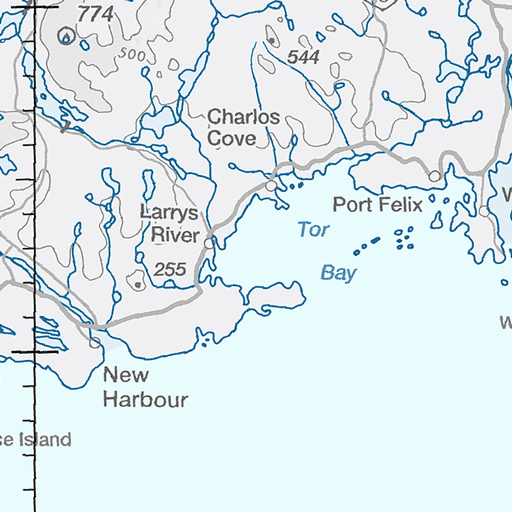 774
500
544
Charlos
Cove
Port Felix
Larrys
River
Tor
Bay
255
New
Harbour
se Island
W
W